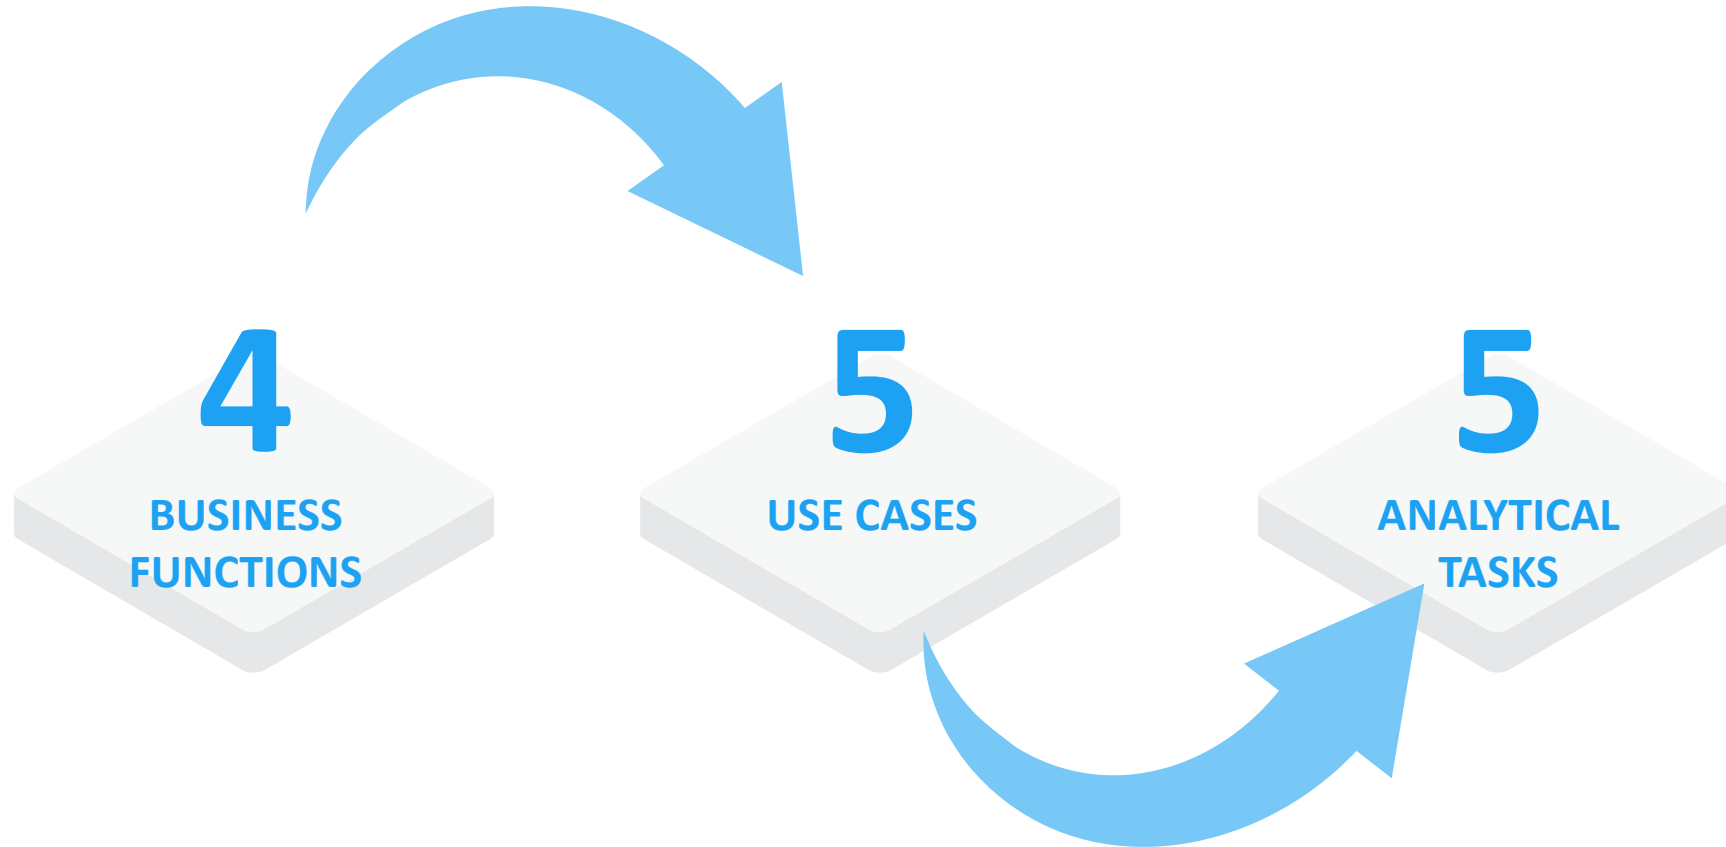 4
BUSINESS
FUNCTIONS
5
USE CASES
5
ANALYTICAL
TASKS